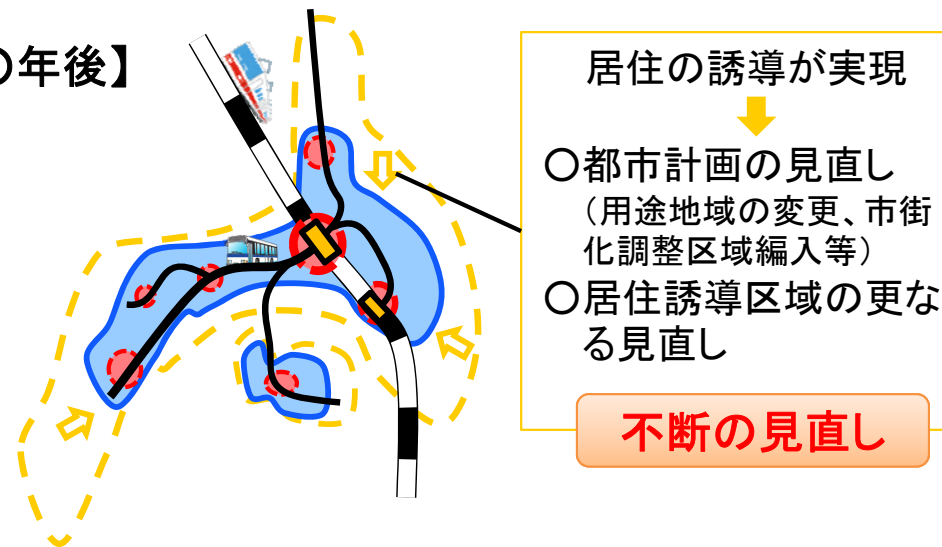 〇年後】
居住の誘導が実現
〇都市計画の見直し
（用途地域の変更、市街
化調整区域編入等）
〇居住誘導区域の更な
る見直し
不断の見直し